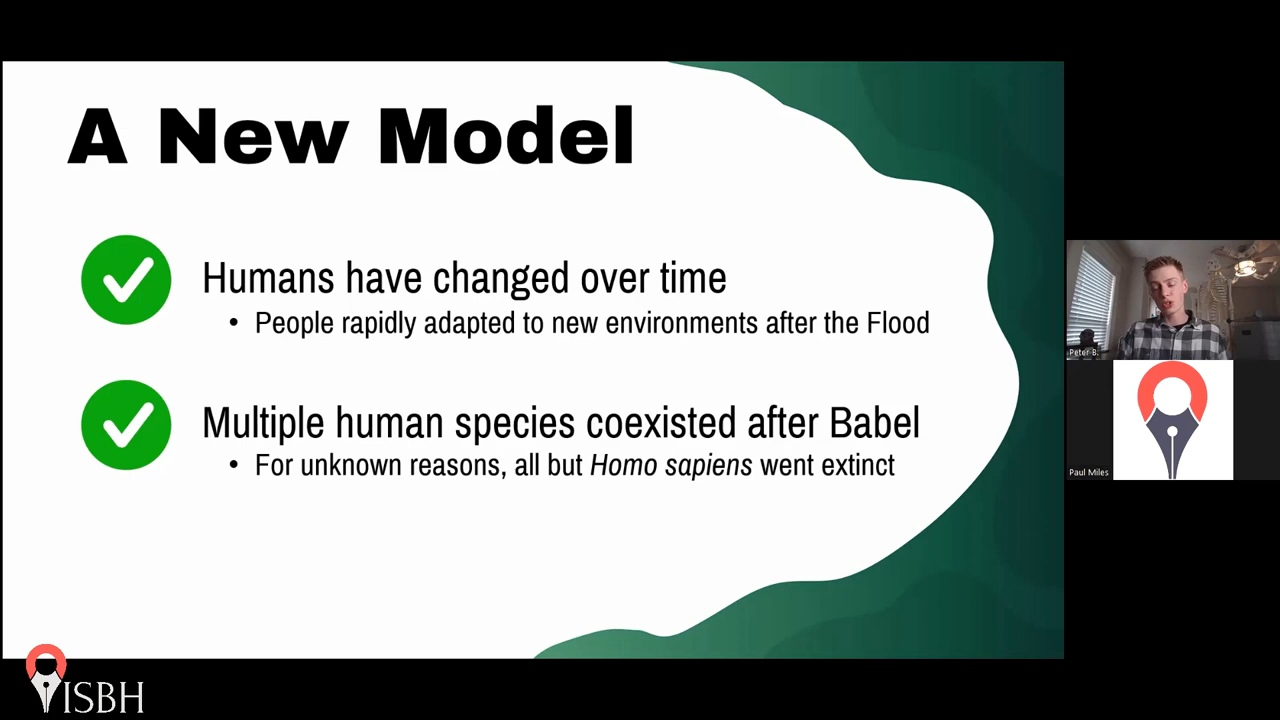 A New Model
Humans have changed over time
• People rapidly adapted to new environments after the Flood
Multiple human species coexisted after Babel
• For unknown reasons, all but Homo sapiens went extinct
Peter B.
Paul Miles
ISBH